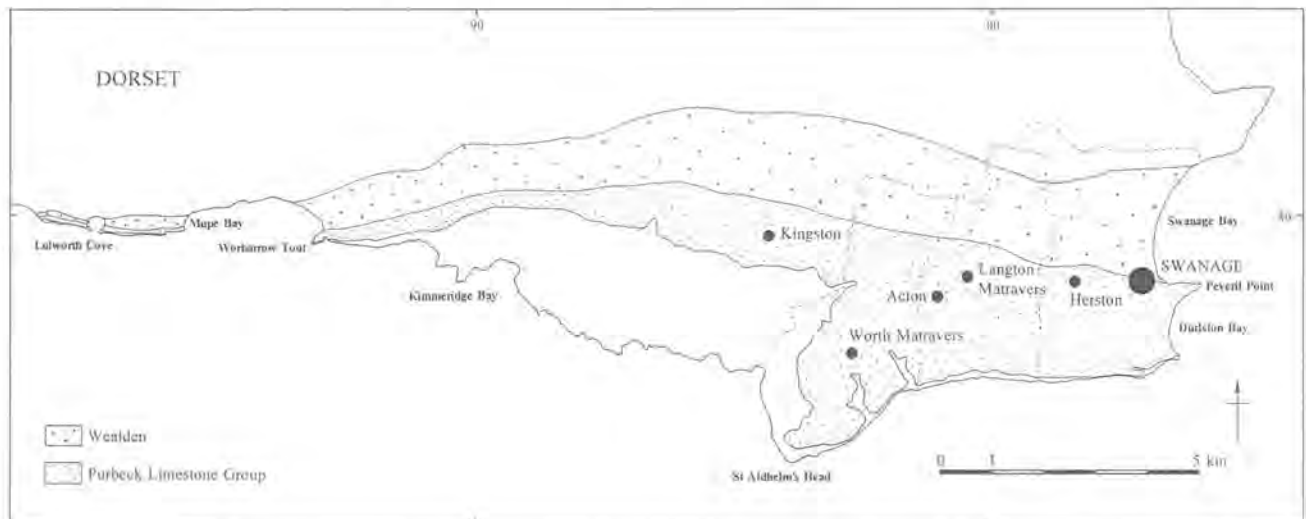 90
00
DORSET
80
Swanage Bay
Mupe Bay
Lulworth Cove
Worbarrow Tout
Kingston
SWANAGE
Langton
Matravers
Peveril Point
Kimmeridge Bay
Acton
Herston
Durlston Bay
Worth Matravers
Wealden
Purbeck Limestone Group
0 1 5 km
St Aldhelm's Head